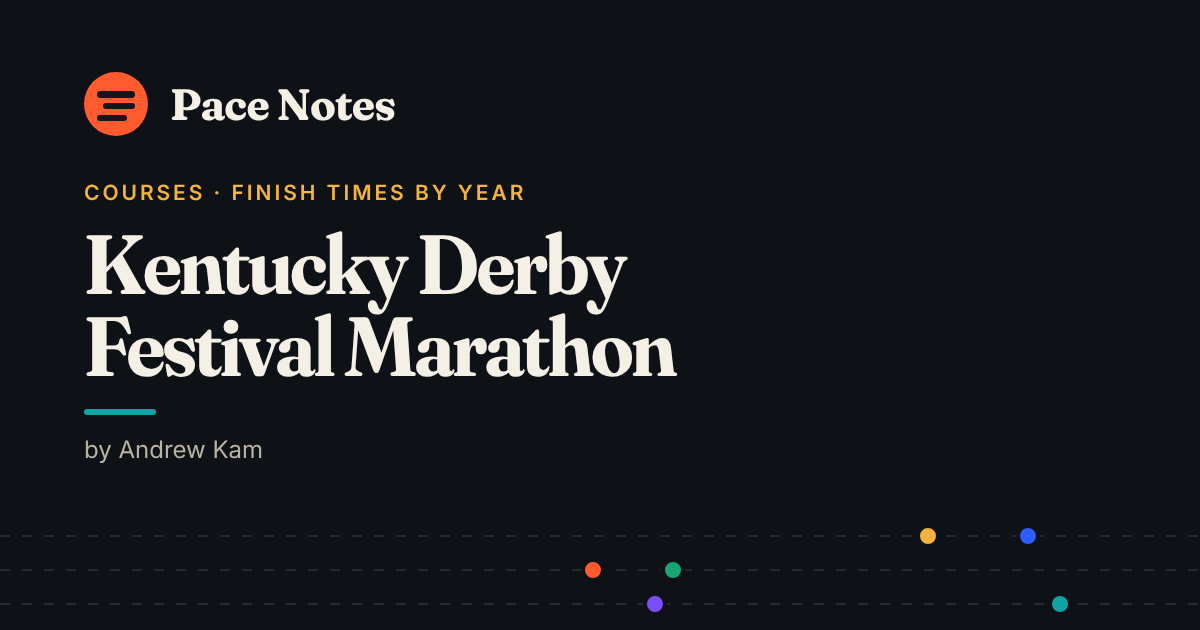 Pace Notes
COURSES · FINISH TIMES BY YEAR
Kentucky Derby
Festival Marathon
by Andrew Kam